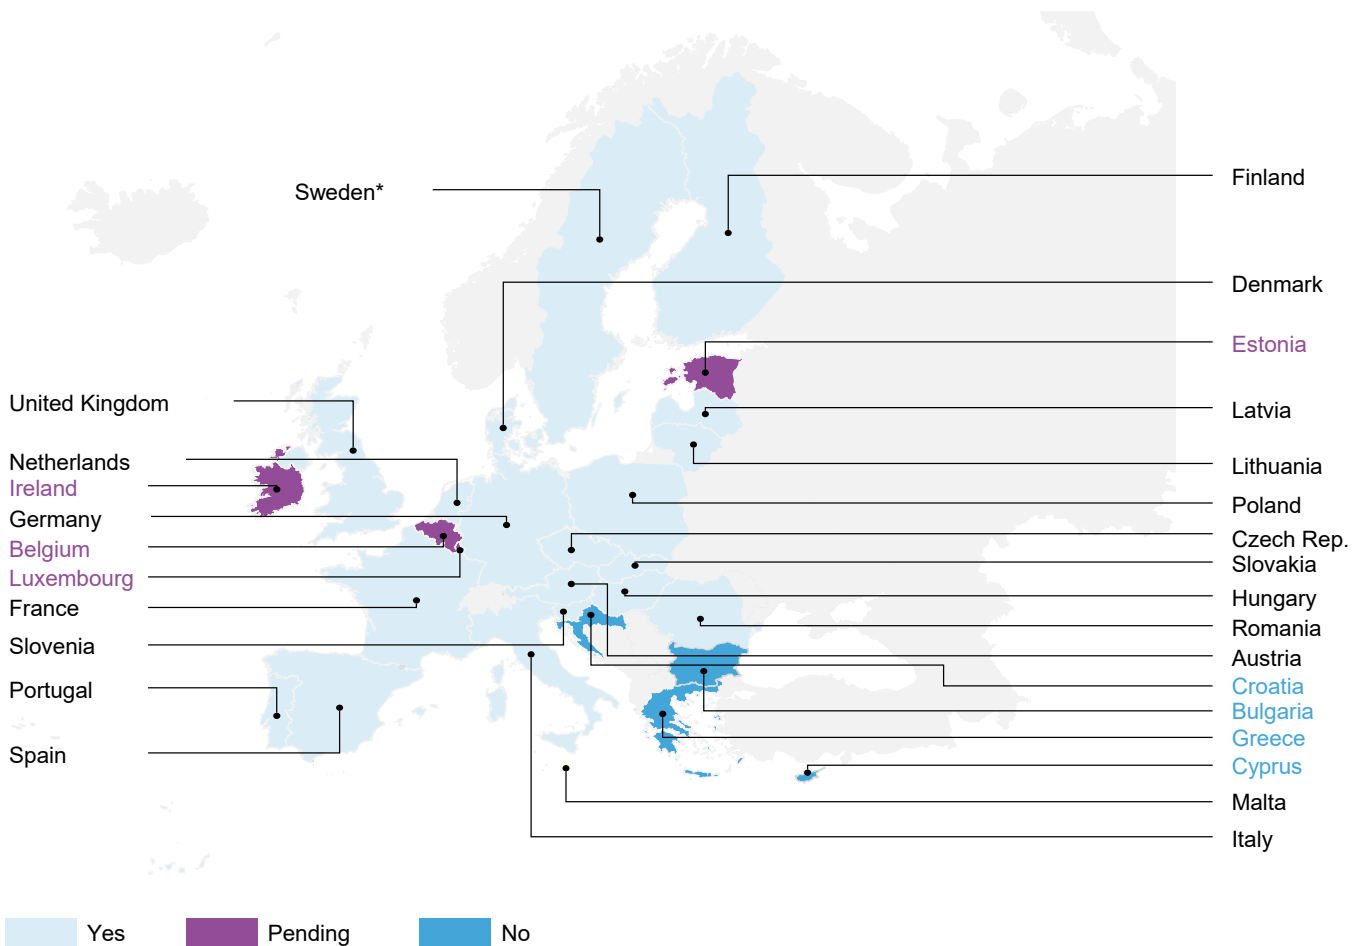 Sweden*
United Kingdom
Netherlands
Ireland
Germany
Belgium
Luxembourg
France
Slovenia
Portugal
Spain
Finland
Denmark
Estonia
Latvia
Lithuania
Poland
Czech Rep.
Slovakia
Hungary
Romania
Austria
Croatia
Bulgaria
Greece
Cyprus
Malta
Italy
Yes
Pending
No